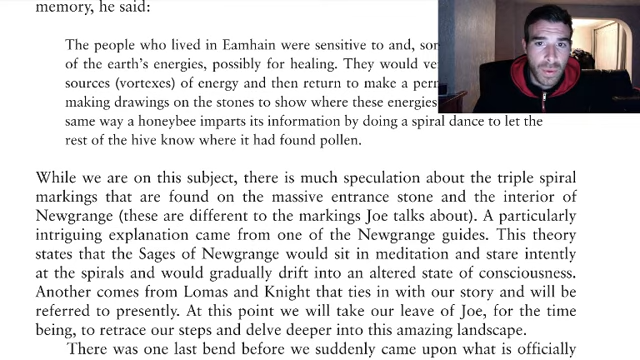 memory, he said:
The people who lived in Eamhain were sensitive to and,
of the earth's energies, possibly for healing. They would
sources (vortexes) of energy and then return to make a
making drawings on the stones to show where these energies
same way a honeybee imparts its information by doing a spiral dance to let the
rest of the hive know where it had found pollen.
While we are on this subject, there is much speculation about the triple spiral
markings that are found on the massive entrance stone and the interior of
Newgrange (these are different to the markings Joe talks about). A particularly
intriguing explanation came from one of the Newgrange guides. This theory
states that the Sages of Newgrange would sit in meditation and stare intently
at the spirals and would gradually drift into an altered state of consciousness.
Another comes from Lomas and Knight that ties in with our story and will be
referred to presently. At this point we will take our leave of Joe, for the time
being, to retrace our steps and delve deeper into this amazing landscape.
There was one last bend before we suddenly came upon what is officially